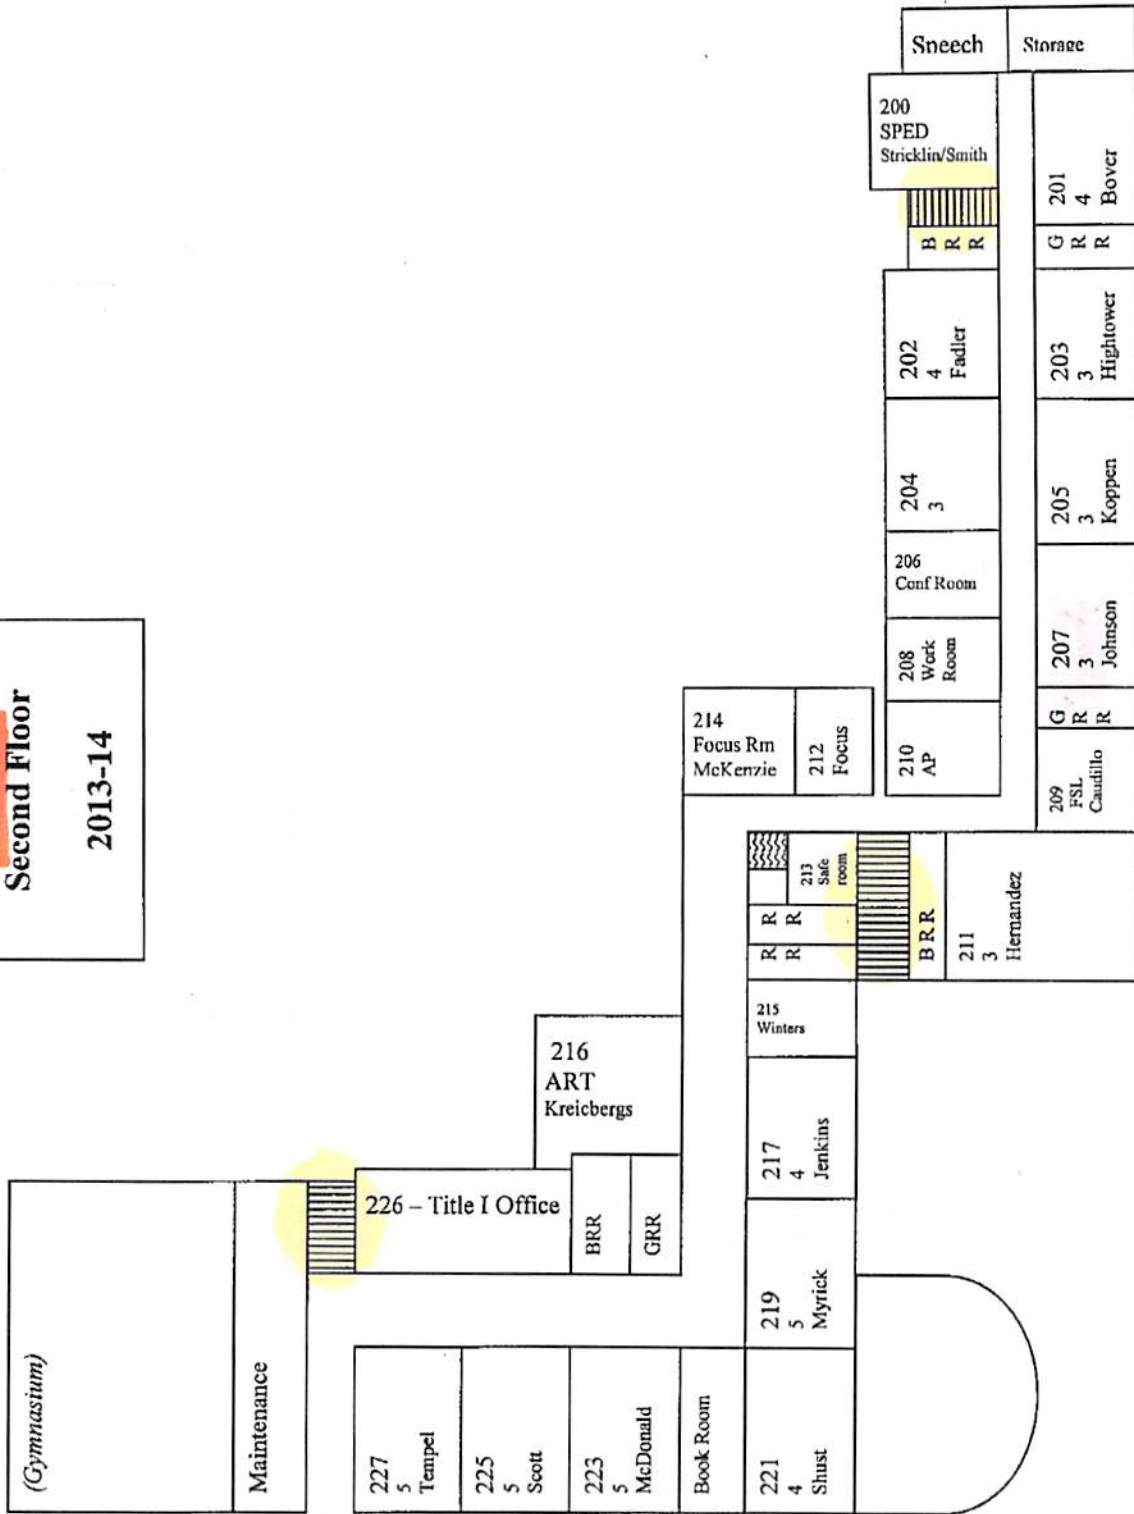 Second Floor
2013-14
Speech
Storage
200
SPED
Stricklin/Smith
201
4
Bover
B
R
R
G
R
R
202
4
Fadler
203
3
Hightower
204
3
205
3
Koppen
206
Conf Room
208
Work
Room
207
3
Johnson
214
Focus Rm
McKenzie
212
Focus
210
AP
G
R
R
209
FSL
Caudillo
213
Safe
room
R R
R R
BRR
211
3
Hernandez
215
Winters
216
ART
Kreicbergs
217
4
Jenkins
226 – Title I Office
BRR
GRR
219
5
Myrick
(Gymnasium)
Maintenance
227
5
Tempel
225
5
Scott
223
5
McDonald
Book Room
221
4
Shust